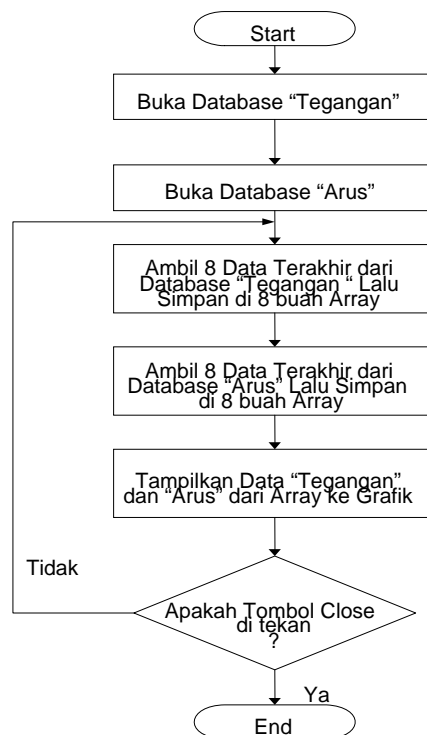 Start
Buka Database “Tegangan”
Buka Database “Arus”
Ambil 8 Data Terakhir dari
Database “Tegangan “ Lalu
Simpan di 8 buah Array
Ambil 8 Data Terakhir dari
Database “Arus” Lalu Simpan
di 8 buah Array
Tampilkan Data “Tegangan”
dan “Arus” dari Array ke Grafik
Tidak
Apakah Tombol Close
di tekan
?
Ya
End